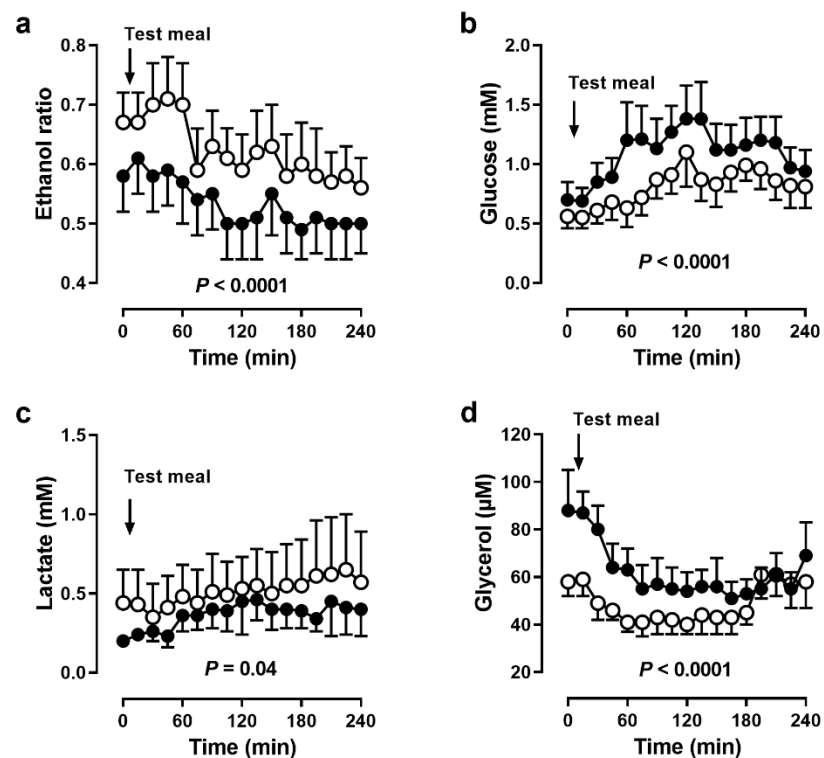 a
Test meal
0.8
0.7
0.6
0.5
0.4
Ethanol ratio
P < 0.0001
0 60 120 180 240
Time (min)
b
Test meal
2.0
1.5
1.0
0.5
0.0
Glucose (mM)
P < 0.0001
0 60 120 180 240
Time (min)
c
Test meal
1.5
1.0
0.5
0.0
Lactate (mM)
P = 0.04
0 60 120 180 240
Time (min)
d
Test meal
120
100
80
60
40
20
Glycerol (µM)
P < 0.0001
0 60 120 180 240
Time (min)